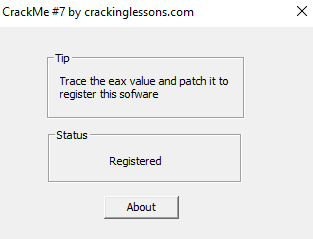 CrackMe #7 by crackinglessons.com
Tip
Trace the eax value and patch it to
register this sofware
Status
Registered
About